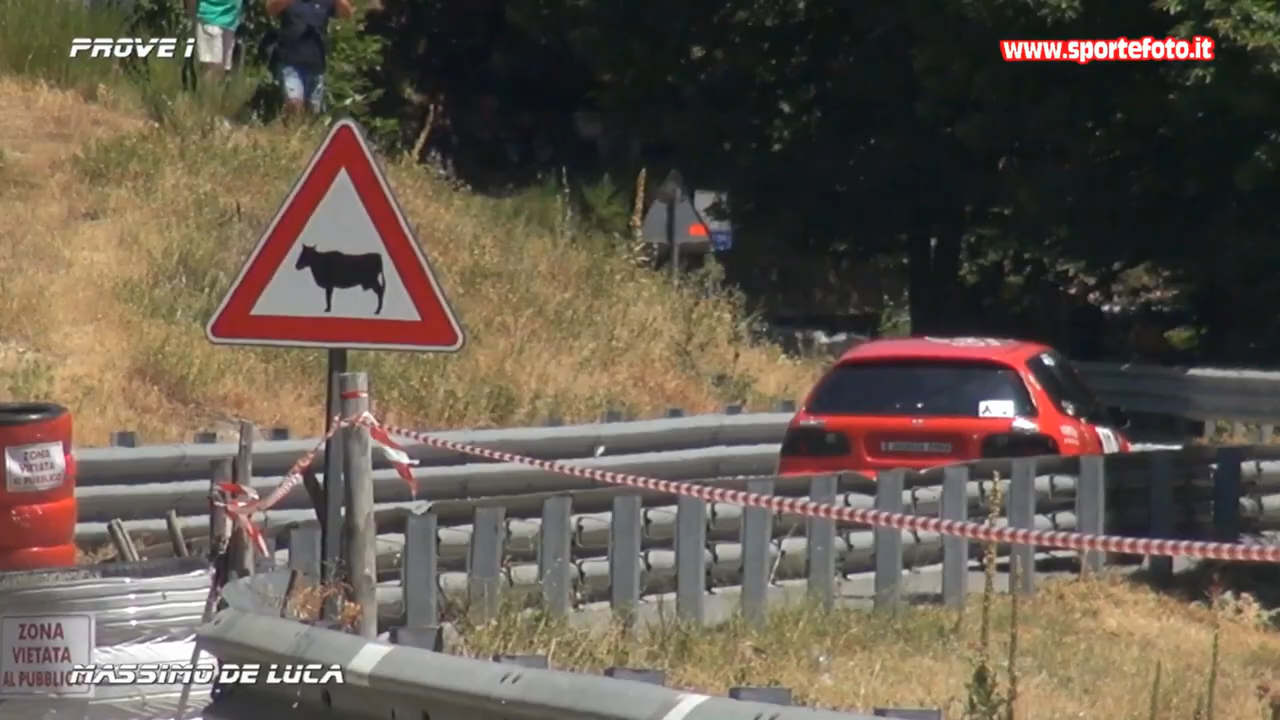 PROVE 1
www.sportefoto.it
ZONA
VIETATA
AL PUBBLICO
ZONA
VIETATA
AL PUBBLICO
MASSIMO DE LUCA